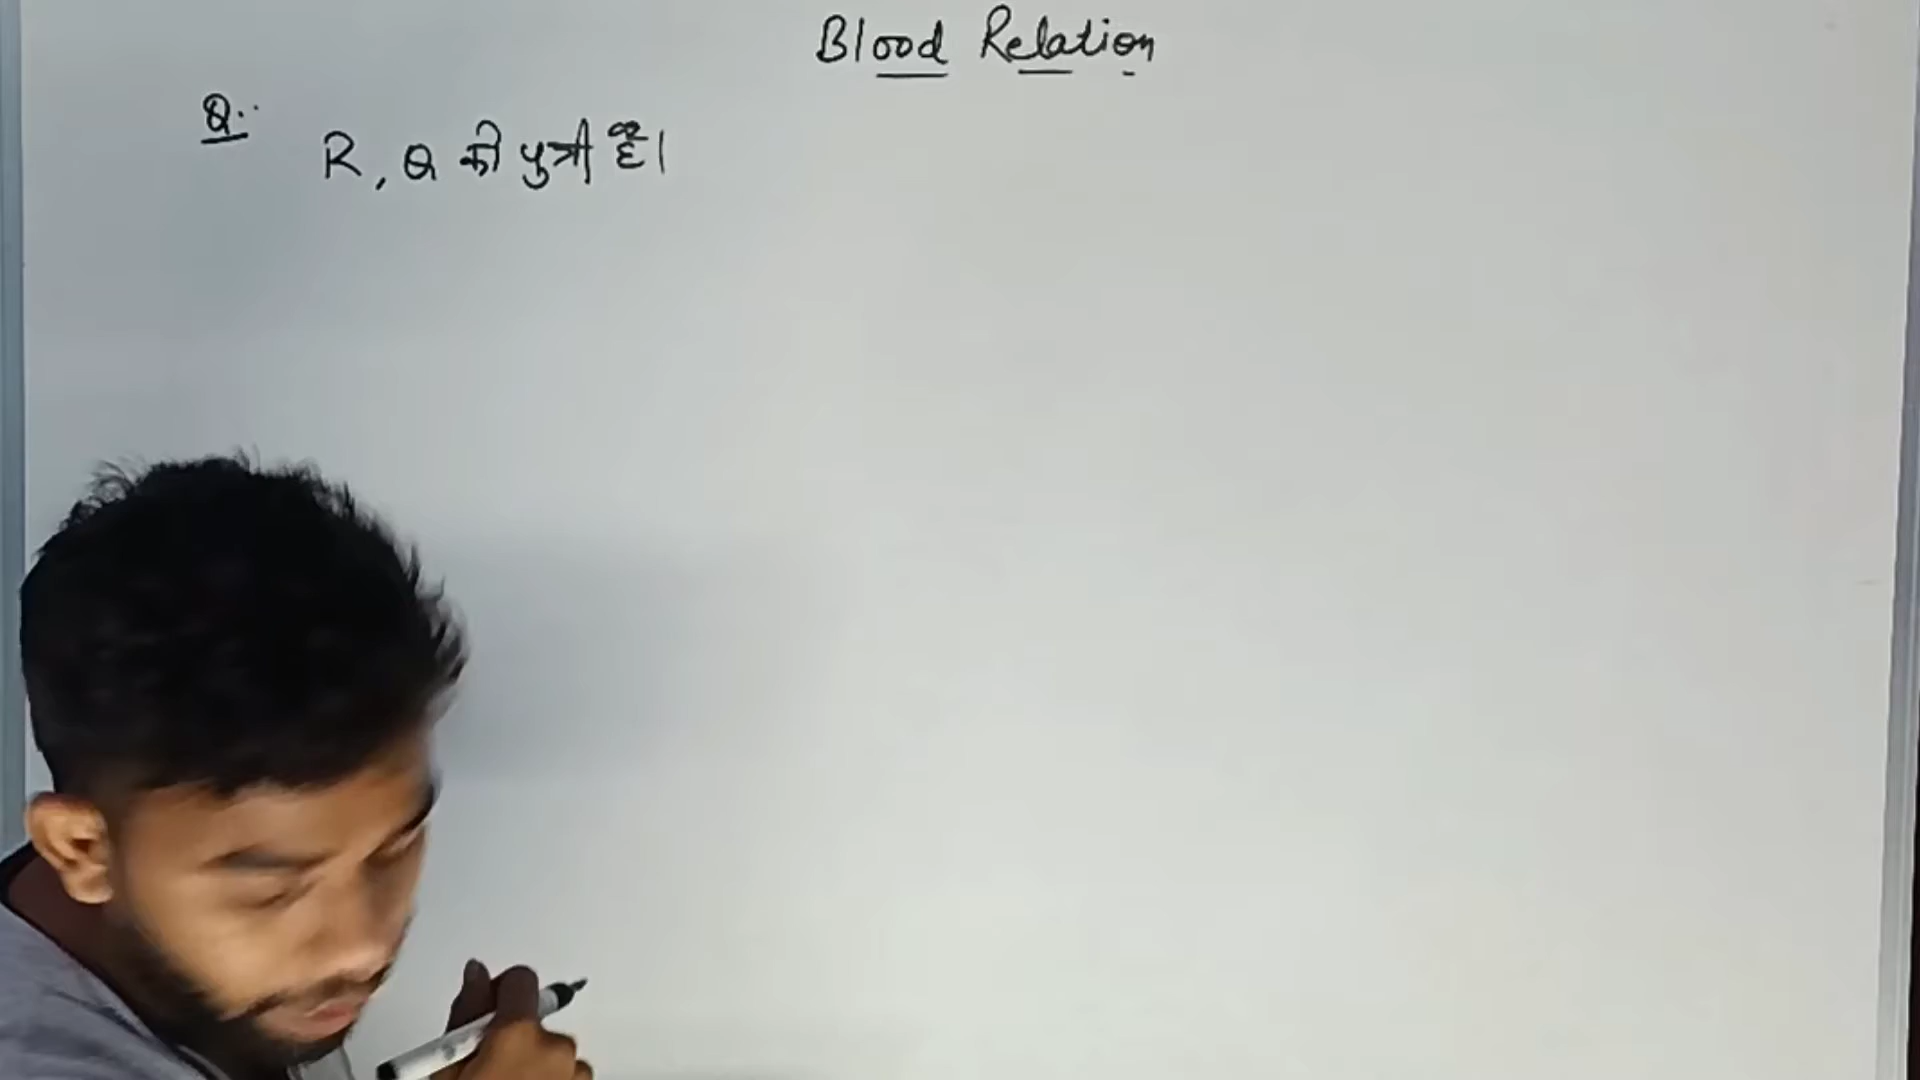 Blood Relation
Q..
R, Q की पुत्री है।